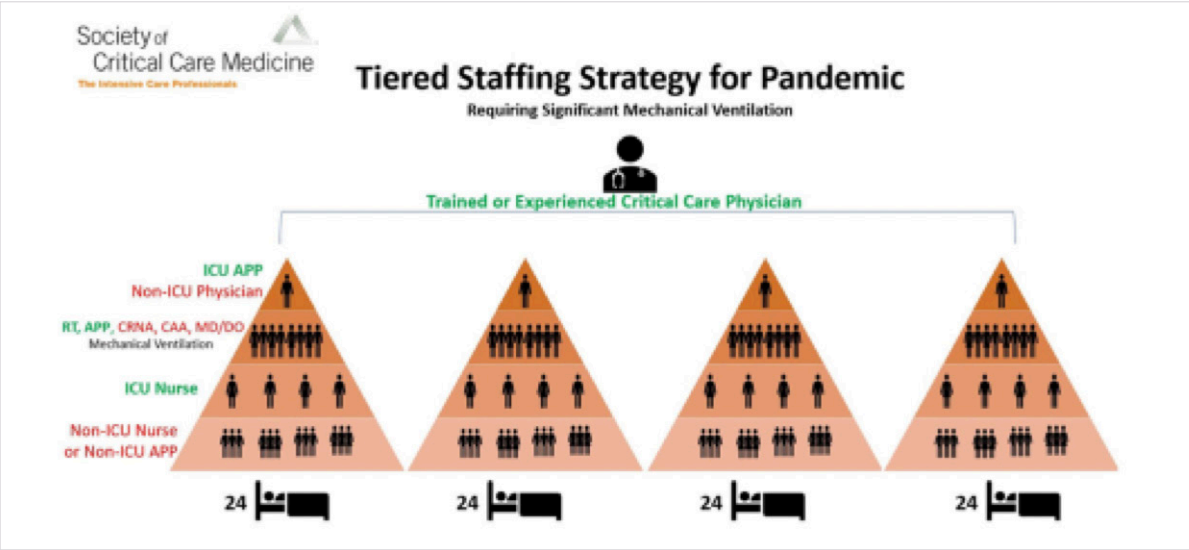 Society of
Critical Care Medicine
The Intensive Care Professionals
Tiered Staffing Strategy for Pandemic
Requiring Significant Mechanical Ventilation
Trained or Experienced Critical Care Physician
ICU APP
Non-ICU Physician
RT, APP, CRNA, CAA, MD/DO
Mechanical Ventilation
ICU Nurse
Non-ICU Nurse
or Non-ICU APP
24
24
24
24